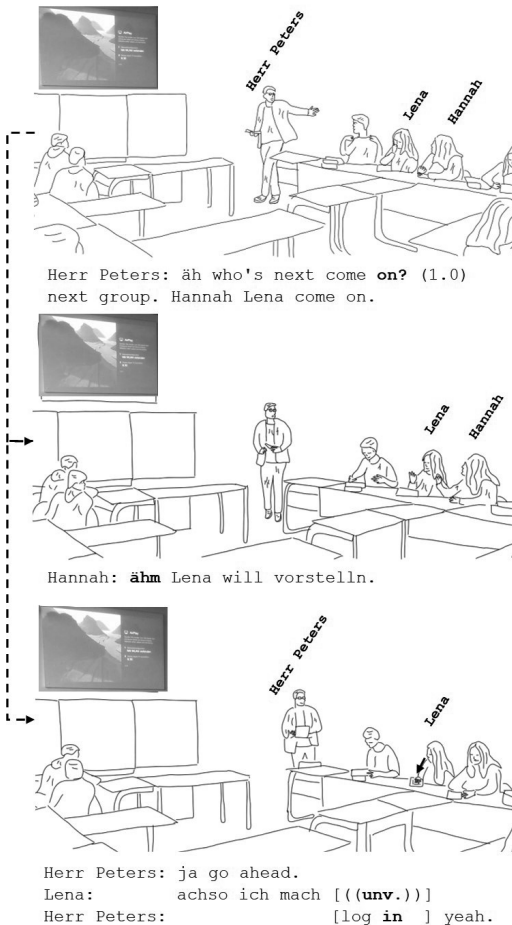 Herr Peters
Lena
Hannah
Herr Peters: äh who's next come on? (1.0)
next group. Hannah Lena come on.
Lena
Hannah
Hannah: ähm Lena will vorstelln.
Herr Peters
Lena
Herr Peters: ja go ahead.
Lena: achso ich mach [((unv.))]
Herr Peters: [log in ] yeah.